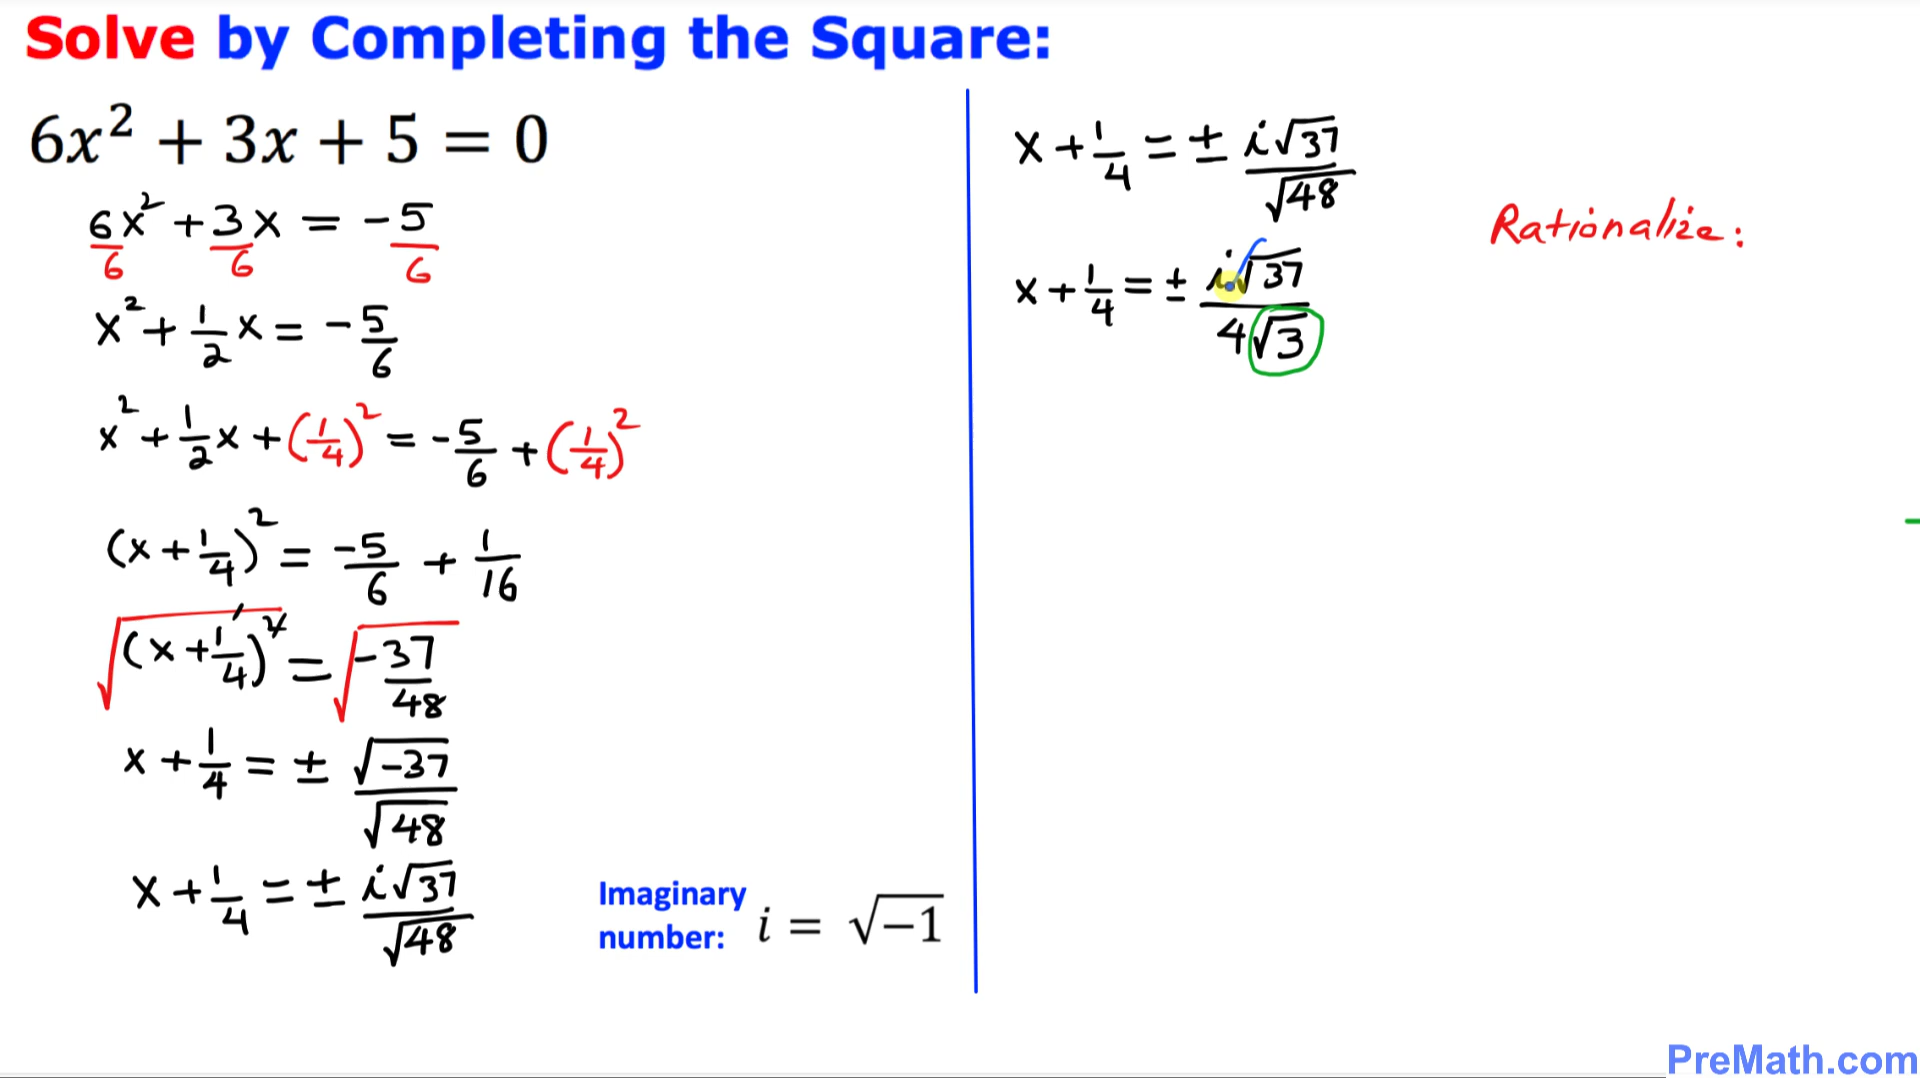 Solve by Completing the Square:
6x² + 3x + 5 = 0
6x²/6 + 3x/6 = -5/6
x² + 1/2 x = -5/6
x² + 1/2 x + (1/4)² = -5/6 + (1/4)²
(x + 1/4)² = -5/6 + 1/16
√(x + 1/4)² = √-37/48
x + 1/4 = ± √-37/√48
x + 1/4 = ± i√37/√48
Imaginary
number: i = √-1
x + 1/4 = ± i√37/√48
Rationalize:
x + 1/4 = ± i√37/4√3
PreMath.com